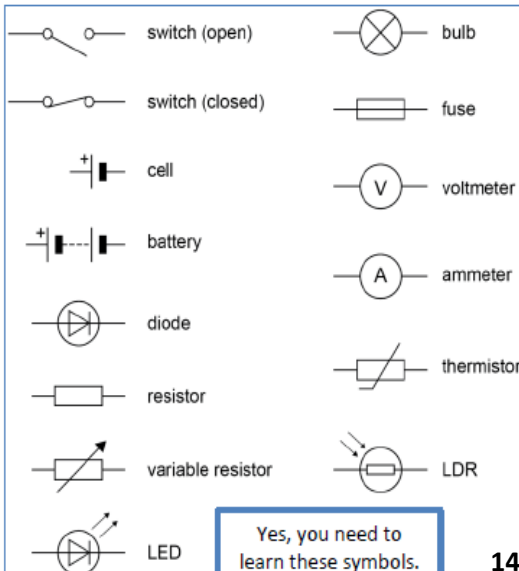 switch (open)
switch (closed)
+
cell
+
battery
diode
resistor
variable resistor
LED
bulb
fuse
V
voltmeter
A
ammeter
thermistor
LDR
Yes, you need to
learn these symbols.
14